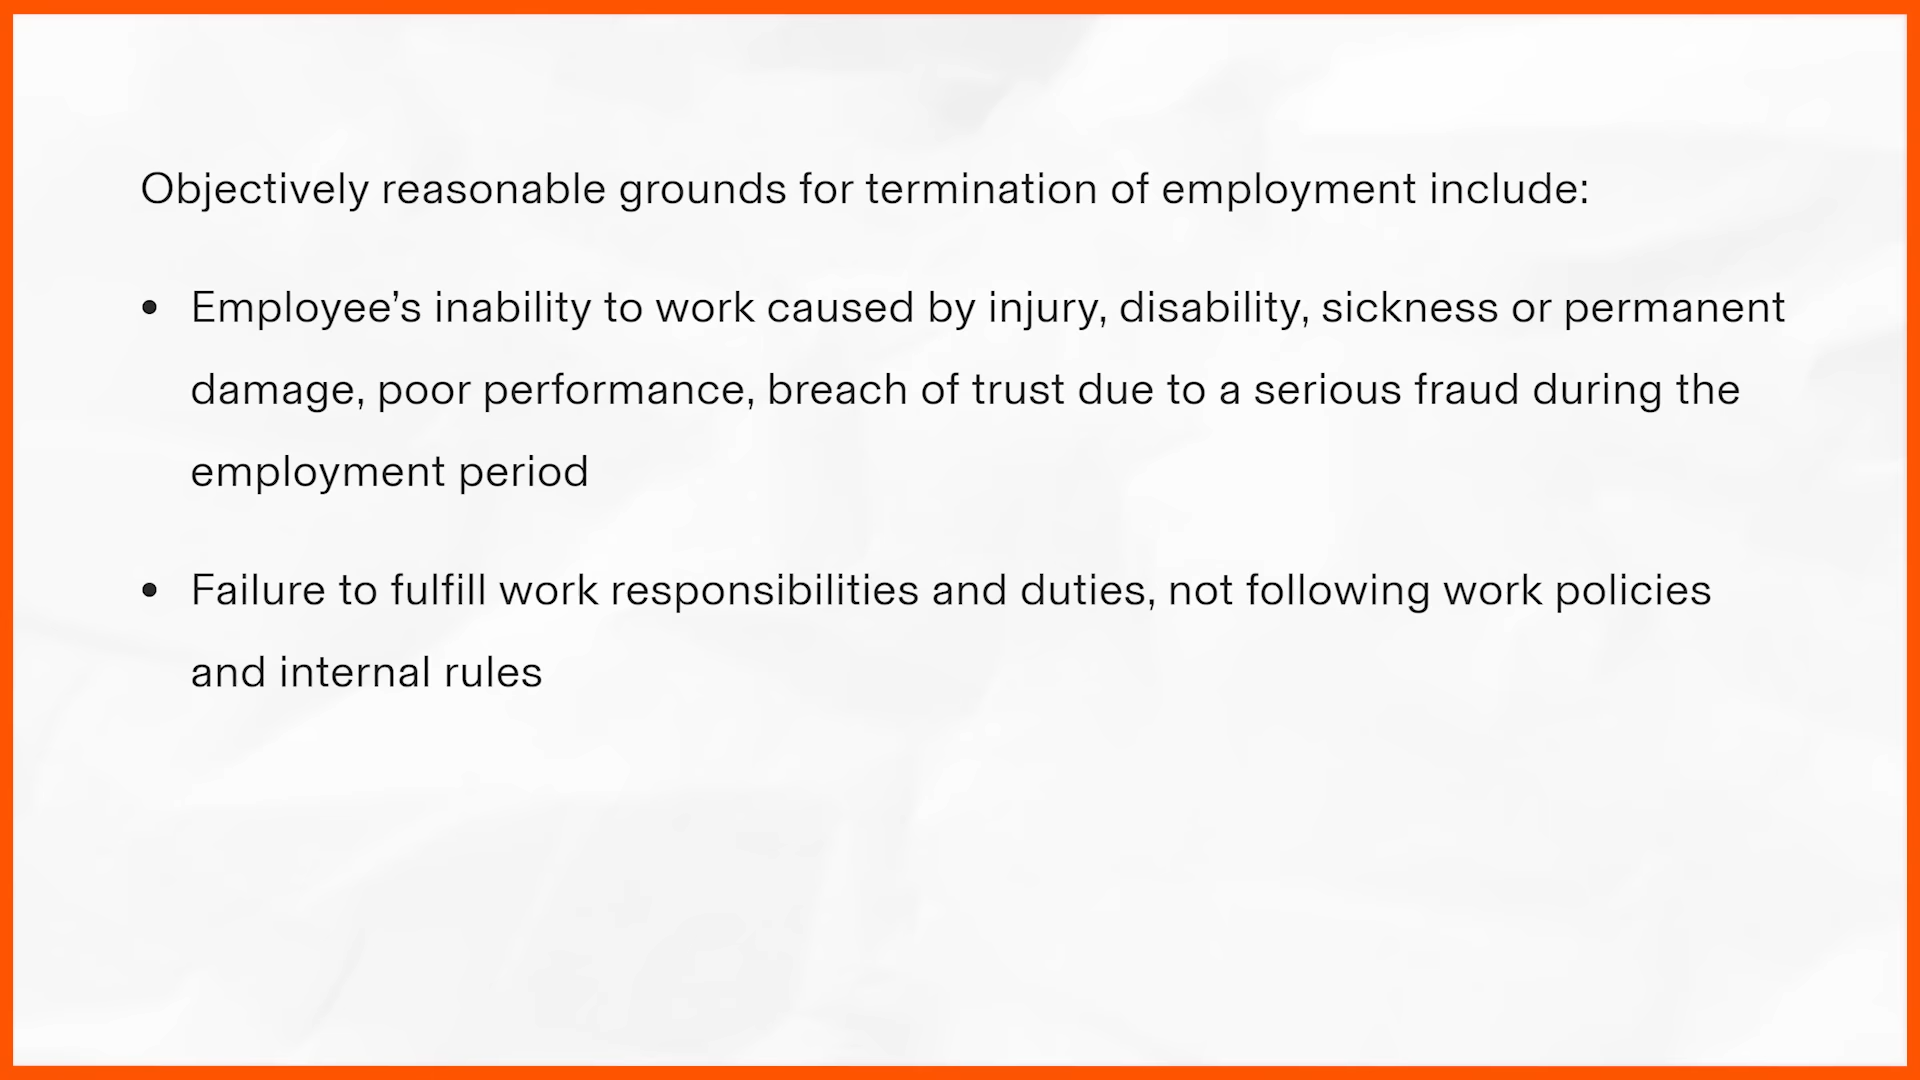 Objectively reasonable grounds for termination of employment include:
• Employee’s inability to work caused by injury, disability, sickness or permanent
damage, poor performance, breach of trust due to a serious fraud during the
employment period
• Failure to fulfill work responsibilities and duties, not following work policies
and internal rules